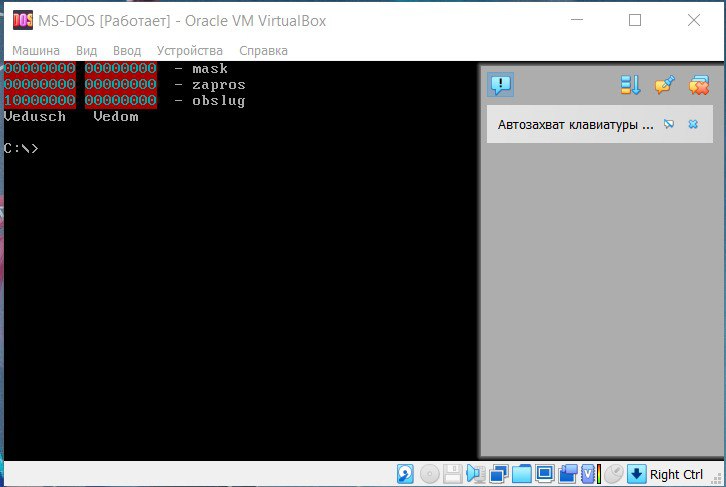 MS-DOS [Работает] - Oracle VM VirtualBox
Машина Вид Ввод Устройства Справка
00000000 00000000 - mask
00000000 00000000 - zapros
10000000 00000000 - obslug
Vedusch Vedom
C:\>
Автозахват клавиатуры ...
Right Ctrl